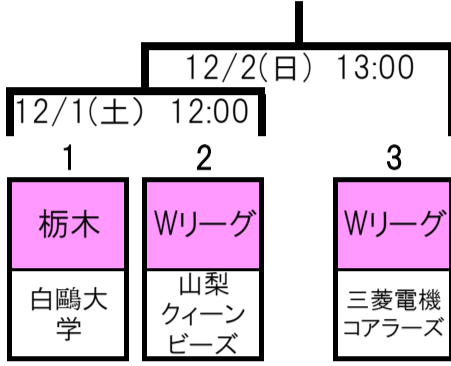 12/2(日) 13:00
12/1(土) 12:00
1 2 3
栃木 Wリーグ Wリーグ
白鷗大
学
山梨
クィーン
ビーズ
三菱電機
コアラーズ